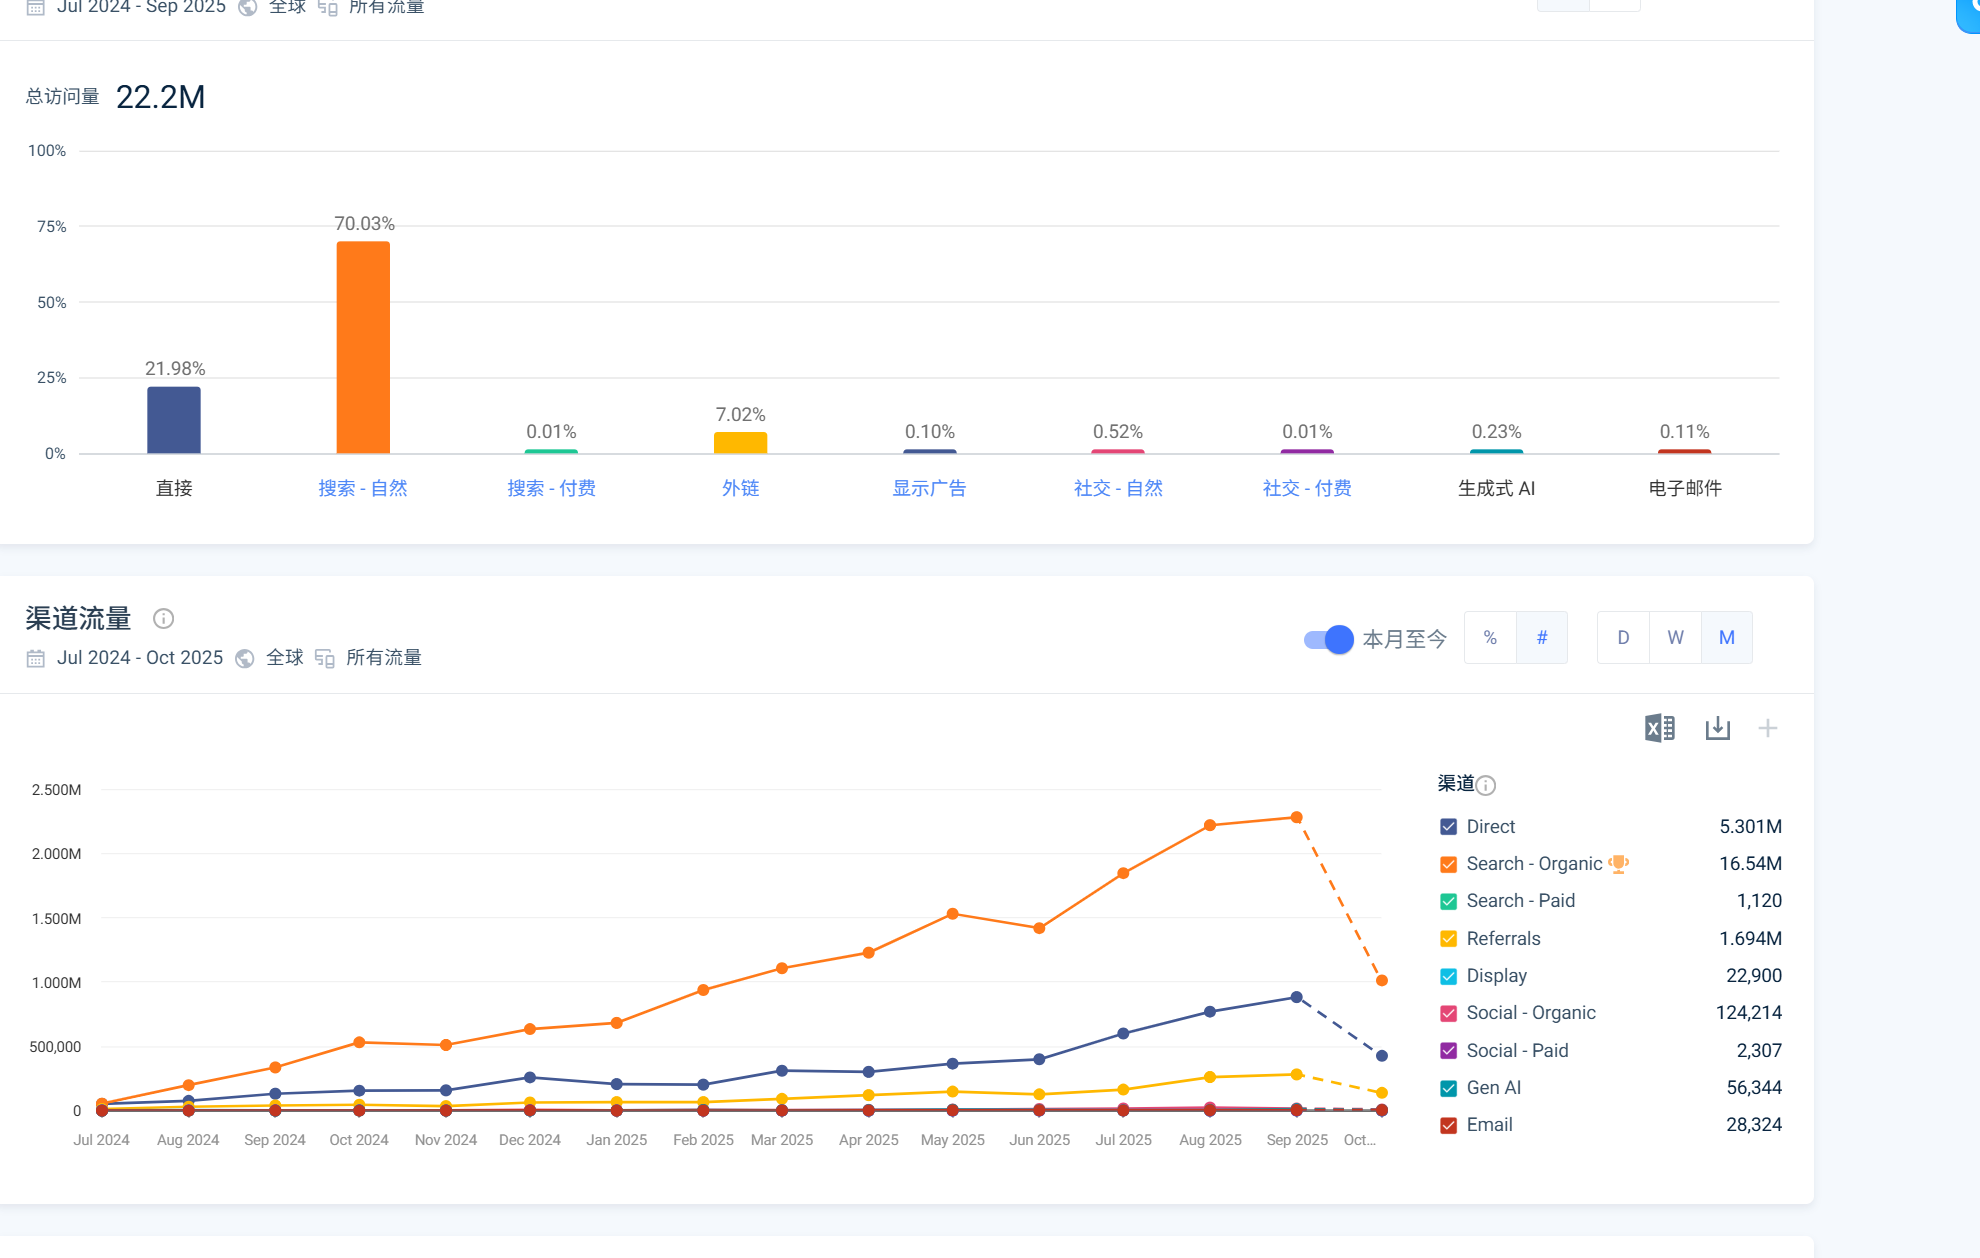 Jul 2024 - Sep 2025 全球 所有流量
总访问量 22.2M
100%
75%
50%
25%
0%
21.98%
70.03%
0.01%
7.02%
0.10%
0.52%
0.01%
0.23%
0.11%
直接
搜索 - 自然
搜索 - 付费
外链
显示广告
社交 - 自然
社交 - 付费
生成式 AI
电子邮件
渠道流量
Jul 2024 - Oct 2025 全球 所有流量
本月至今 % # D W M
2.500M
2.000M
1.500M
1.000M
500,000
0
Jul 2024
Aug 2024
Sep 2024
Oct 2024
Nov 2024
Dec 2024
Jan 2025
Feb 2025
Mar 2025
Apr 2025
May 2025
Jun 2025
Jul 2025
Aug 2025
Sep 2025
Oct...
渠道
Direct 5.301M
Search - Organic 16.54M
Search - Paid 1,120
Referrals 1.694M
Display 22,900
Social - Organic 124,214
Social - Paid 2,307
Gen AI 56,344
Email 28,324